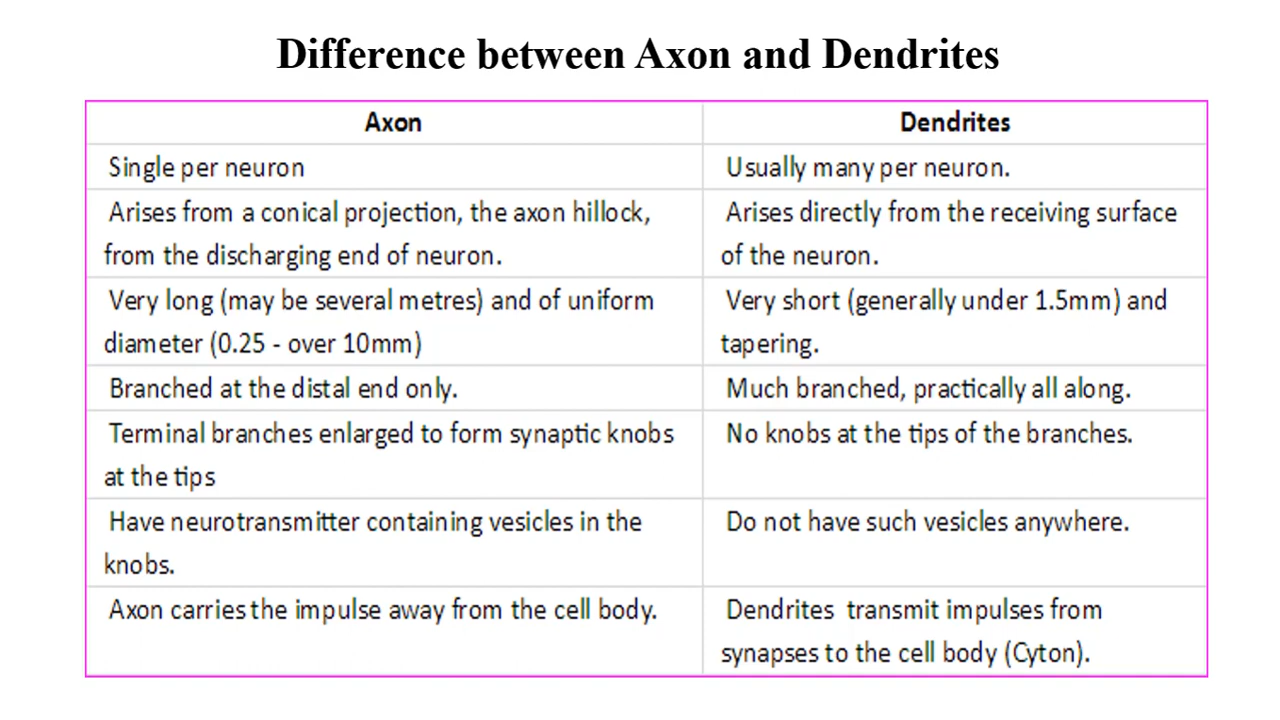 Difference between Axon and Dendrites
Axon
Dendrites
Single per neuron
Usually many per neuron.
Arises from a conical projection, the axon hillock,
from the discharging end of neuron.
Arises directly from the receiving surface
of the neuron.
Very long (may be several metres) and of uniform
diameter (0.25 - over 10mm)
Very short (generally under 1.5mm) and
tapering.
Branched at the distal end only.
Much branched, practically all along.
Terminal branches enlarged to form synaptic knobs
at the tips
No knobs at the tips of the branches.
Have neurotransmitter containing vesicles in the
knobs.
Do not have such vesicles anywhere.
Axon carries the impulse away from the cell body.
Dendrites transmit impulses from
synapses to the cell body (Cyton).